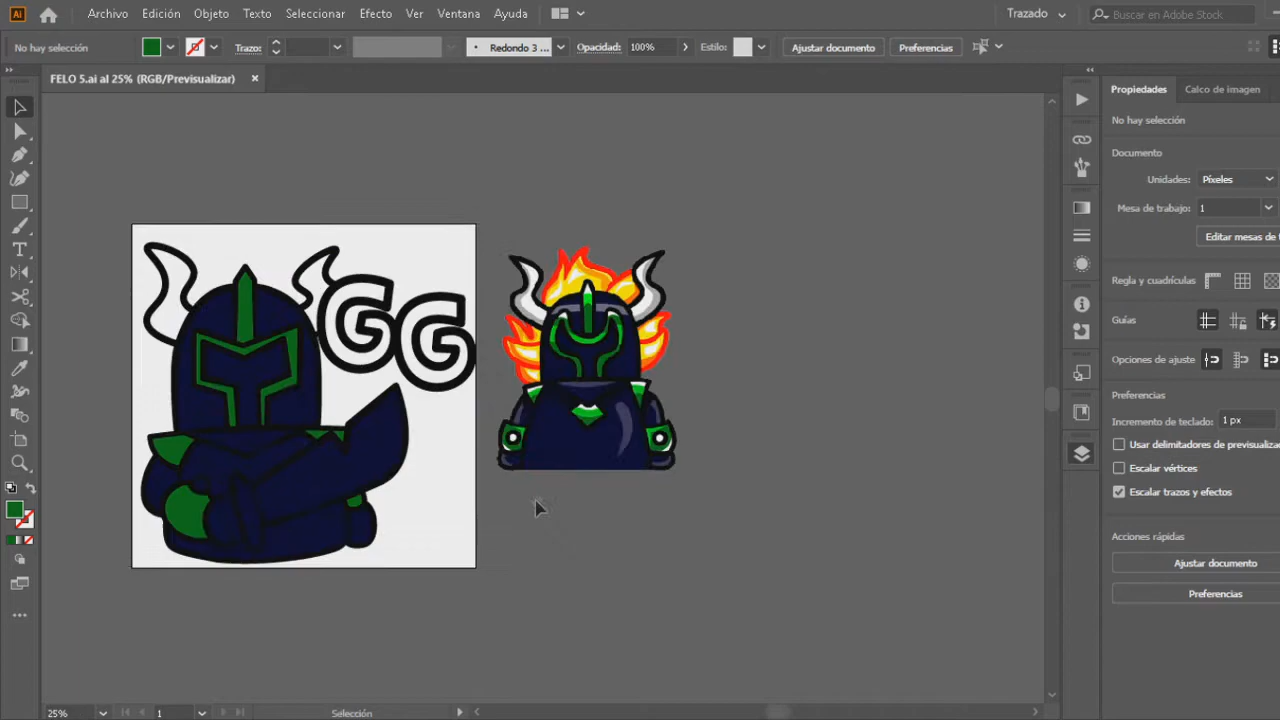 Ai Archivo Edición Objeto Texto Seleccionar Efecto Ver Ventana Ayuda Trazado Buscar en Adobe Stock
No hay selección Trazo: Redondo 3 ... Opacidad: 100% Estilo: Ajustar documento Preferencias
FELO 5.ai al 25% (RGB/Previsualizar) ×
Propiedades Calco de imagen
No hay selección
Documento
Unidades: Píxeles
Mesa de trabajo: 1
Editar mesas de t
Regla y cuadrículas
Guías
Opciones de ajuste
Preferencias
Incremento de teclado: 1 px
Usar delimitadores de previsualiza
Escalar vértices
Escalar trazos y efectos
Acciones rápidas
Ajustar documento
Preferencias
GG
25% 1 Selección